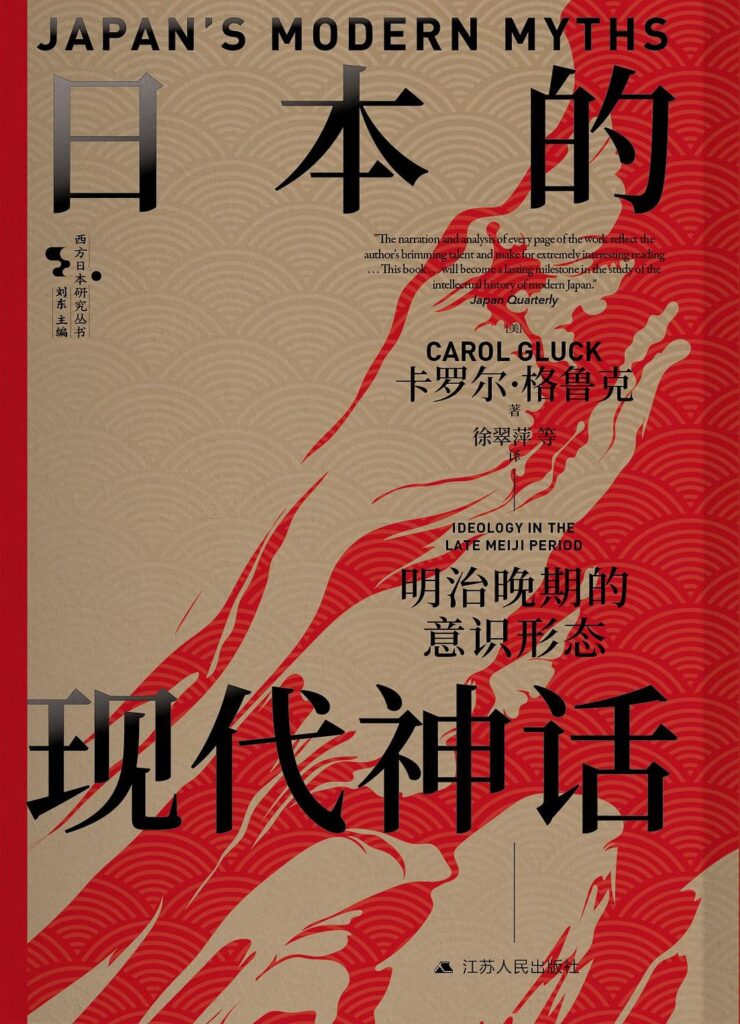 JAPAN'S MODERN MYTHS
日本的
西方日本研究丛书
刘东 主编
"The narration and analysis of every page of the work reflect the
author's brimming talent and make for extremely interesting reading
... This book ... will become a lasting milestone in the study of the
intellectual history of modern Japan."
Japan Quarterly
[美]
CAROL GLUCK
卡罗尔·格鲁克
著
徐翠萍 等
译
IDEOLOGY IN THE
LATE MEIJI PERIOD
明治晚期的
意识形态
现代神话
江苏人民出版社